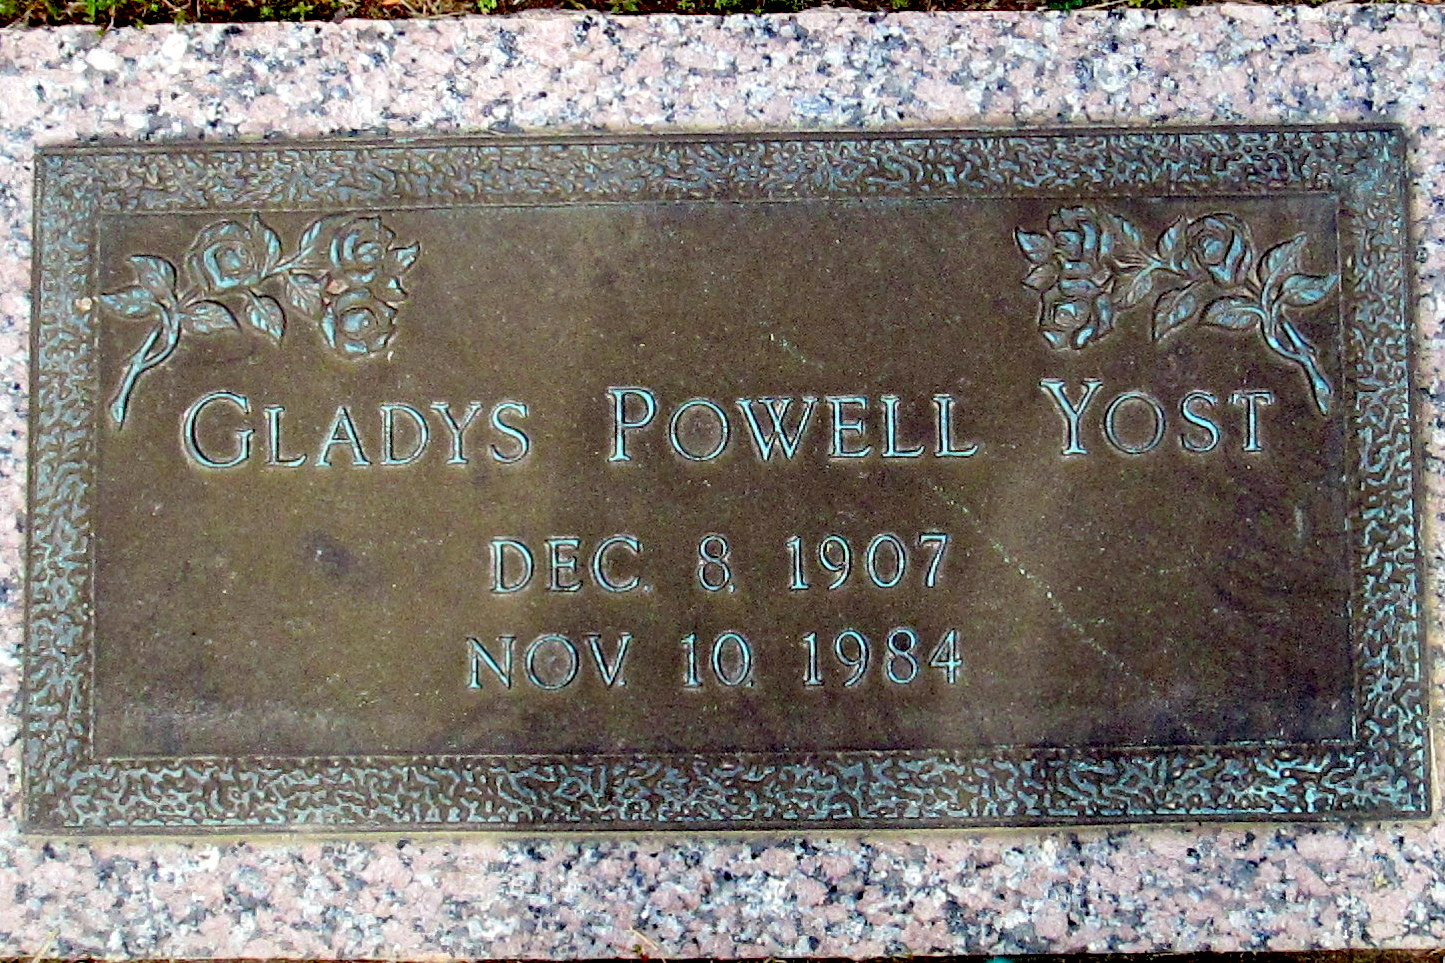 GLADYS POWELL YOST
DEC. 8. 1907
NOV. 10. 1984